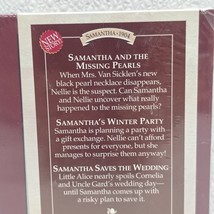 NEW
STORY
SAMANTHA • 1904
SAMANTHA AND THE
MISSING PEARLS
When Mrs. Van Sicklen's new
black pearl necklace disappears,
Nellie is the suspect. Can Samantha
and Nellie uncover what really
happened to the missing pearls?
SAMANTHA'S WINTER PARTY
Samantha is planning a party with
a gift exchange. Nellie can't afford
presents for everyone, but she
manages to surprise them anyway!
SAMANTHA SAVES THE WEDDING
Little Alice nearly spoils Cornelia
and Uncle Gard's wedding day—
until Samantha comes up with
a risky plan to save it.